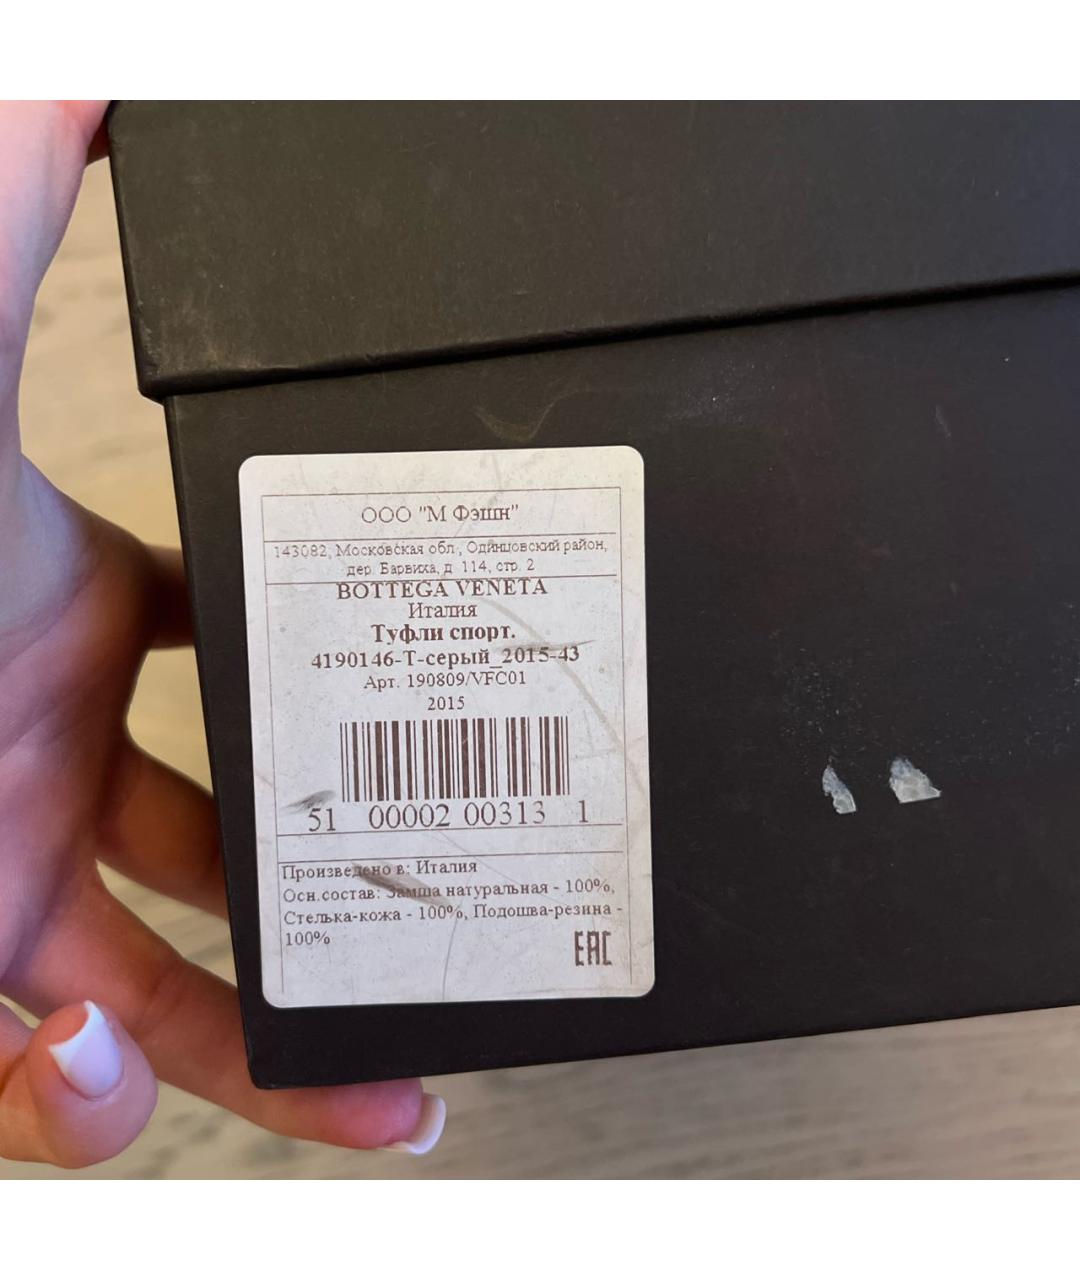 ООО "М Фэшн"
143082, Московская обл., Одинцовский район,
дер. Барвиха, д. 114, стр. 2
BOTTEGA VENETA
Италия
Туфли спорт.
4190146-Т-серый_2015-43
Арт. 190809/VFC01
2015
51 00002 00313 1
Произведено в: Италия
Осн.состав: Замша натуральная - 100%,
Стелька-кожа - 100%, Подошва-резина -
100%
EAC